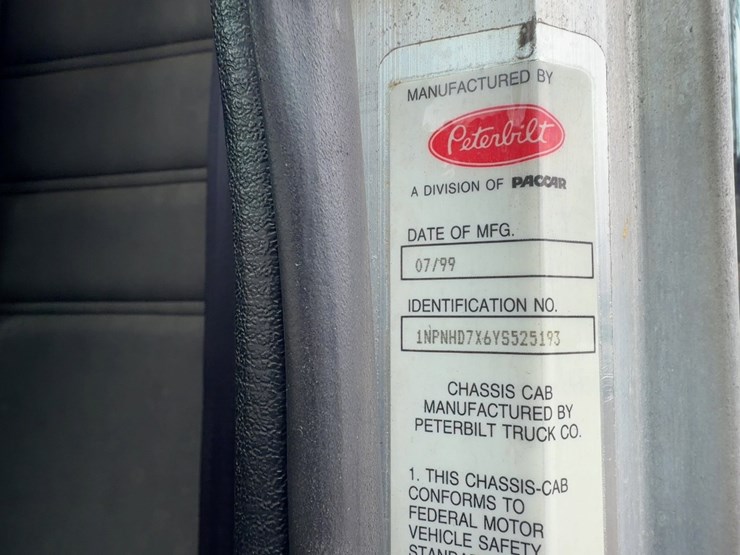 MANUFACTURED BY
Peterbilt
A DIVISION OF PACCAR
DATE OF MFG.
07/99
IDENTIFICATION NO.
1NPNHD7X6YS525193
CHASSIS CAB
MANUFACTURED BY
PETERBILT TRUCK CO.
1. THIS CHASSIS-CAB
CONFORMS TO
FEDERAL MOTOR
VEHICLE SAFETY